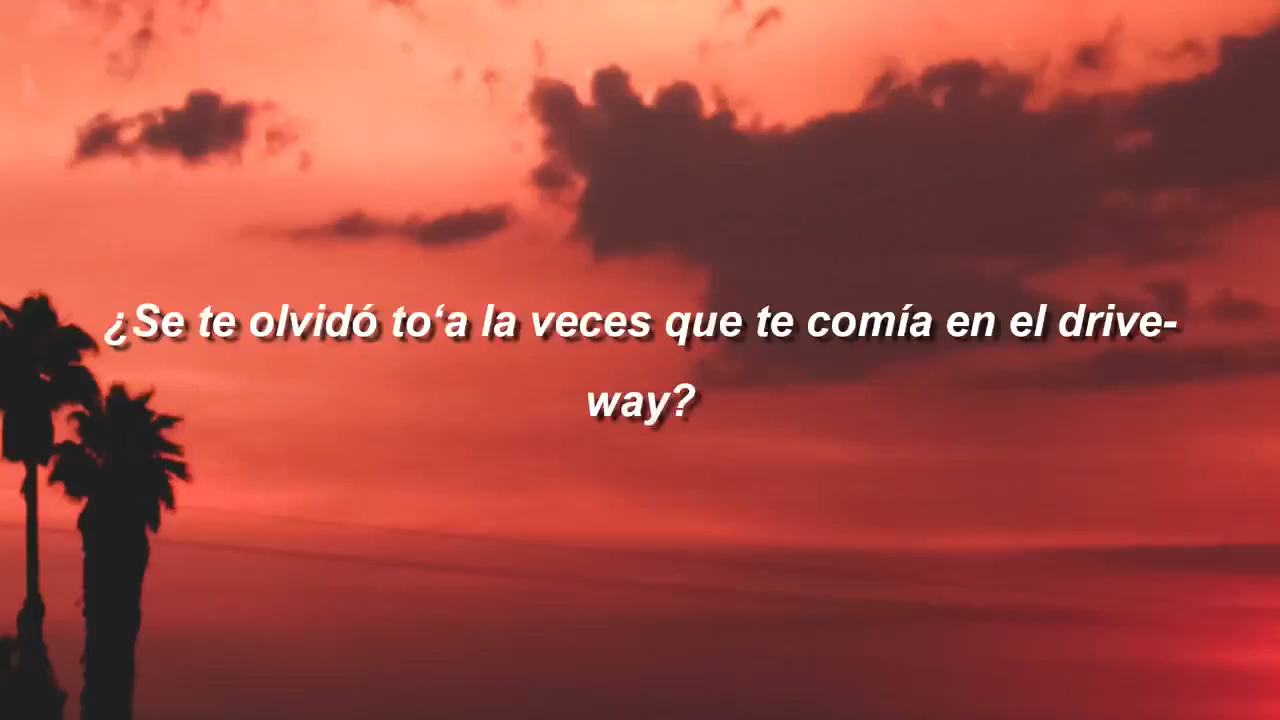 ¿Se te olvidó to‘a la veces que te comía en el drive-
way?